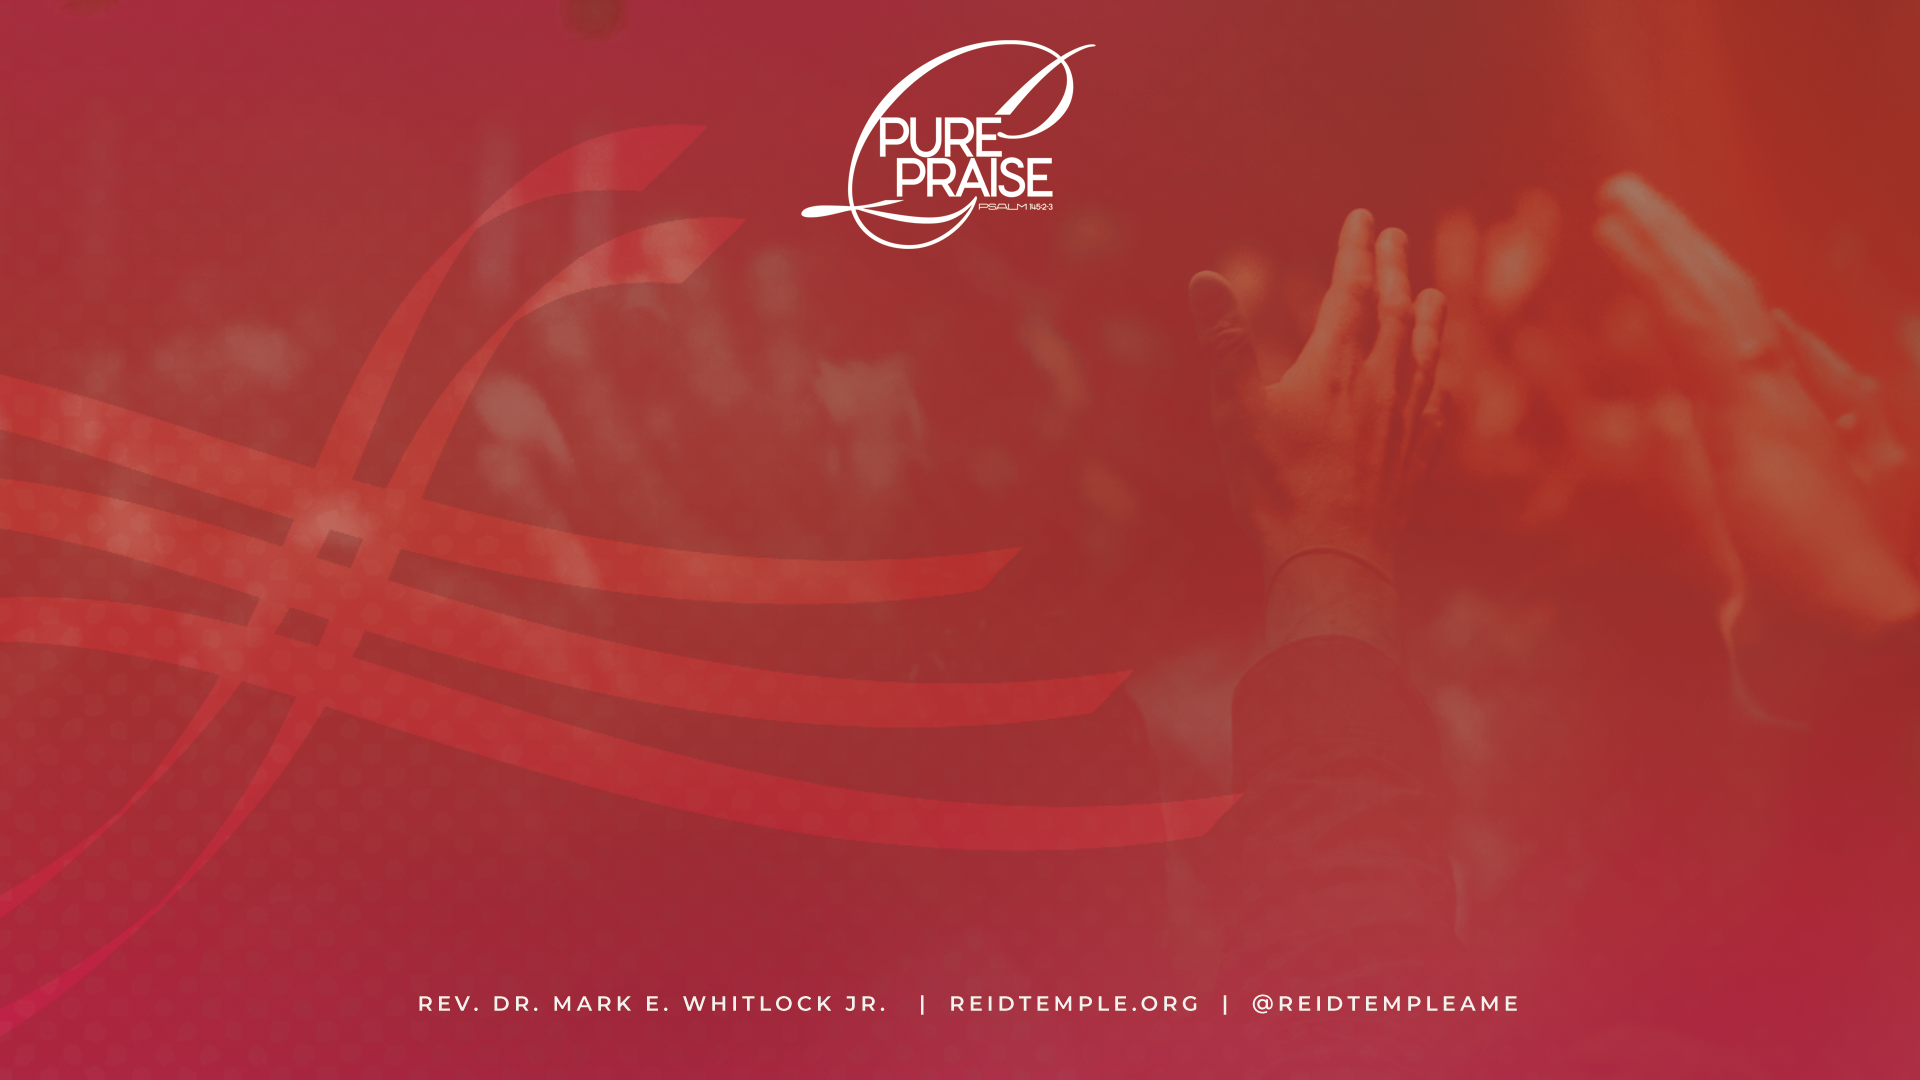 PURE
PRAISE
PSALM 145:2-3
REV. DR. MARK E. WHITLOCK JR. | REIDTEMPLE.ORG | @REIDTEMPLEAME